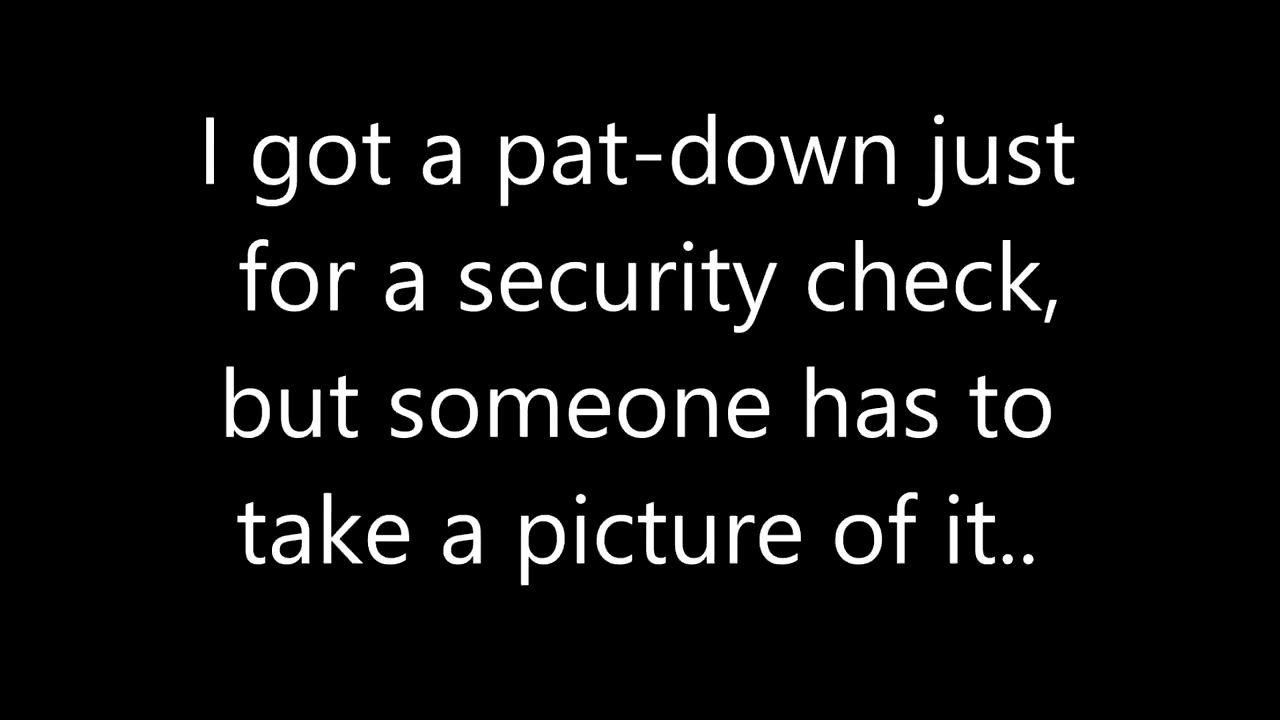 I got a pat-down just
for a security check,
but someone has to
take a picture of it..